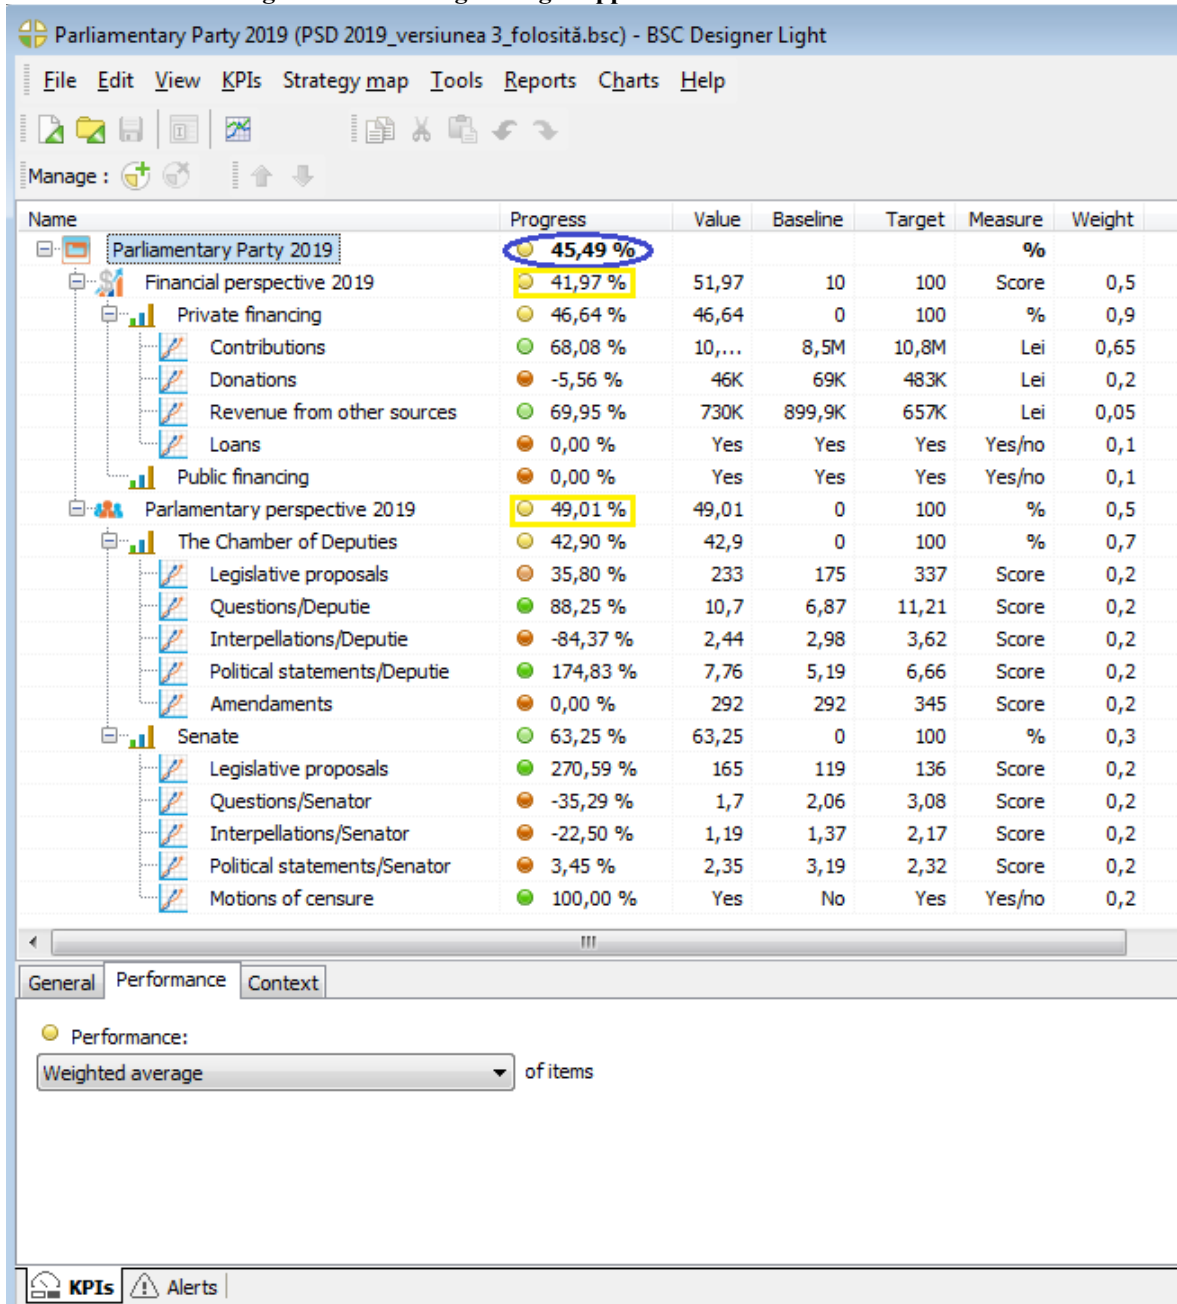 Parliamentary Party 2019 (PSD 2019_versiunea 3_folosită.bsc) - BSC Designer Light
File Edit View KPIs Strategy map Tools Reports Charts Help
Manage :
Name Progress Value Baseline Target Measure Weight
Parliamentary Party 2019 45,49 % %
Financial perspective 2019 41,97 % 51,97 10 100 Score 0,5
Private financing 46,64 % 46,64 0 100 % 0,9
Contributions 68,08 % 10,... 8,5M 10,8M Lei 0,65
Donations -5,56 % 46K 69K 483K Lei 0,2
Revenue from other sources 69,95 % 730K 899,9K 657K Lei 0,05
Loans 0,00 % Yes Yes Yes Yes/no 0,1
Public financing 0,00 % Yes Yes Yes Yes/no 0,1
Parlamentary perspective 2019 49,01 % 49,01 0 100 % 0,5
The Chamber of Deputies 42,90 % 42,9 0 100 % 0,7
Legislative proposals 35,80 % 233 175 337 Score 0,2
Questions/Deputie 88,25 % 10,7 6,87 11,21 Score 0,2
Interpellations/Deputie -84,37 % 2,44 2,98 3,62 Score 0,2
Political statements/Deputie 174,83 % 7,76 5,19 6,66 Score 0,2
Amendaments 0,00 % 292 292 345 Score 0,2
Senate 63,25 % 63,25 0 100 % 0,3
Legislative proposals 270,59 % 165 119 136 Score 0,2
Questions/Senator -35,29 % 1,7 2,06 3,08 Score 0,2
Interpellations/Senator -22,50 % 1,19 1,37 2,17 Score 0,2
Political statements/Senator 3,45 % 2,35 3,19 2,32 Score 0,2
Motions of censure 100,00 % Yes No Yes Yes/no 0,2
General Performance Context
Performance:
Weighted average of items
KPIs Alerts